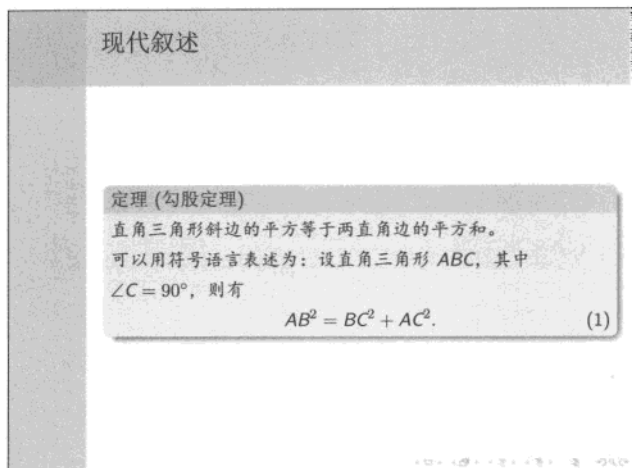 现代叙述
定理 (勾股定理)
直角三角形斜边的平方等于两直角边的平方和。
可以用符号语言表述为：设直角三角形 ABC，其中
∠C = 90°，则有
AB² = BC² + AC². (1)